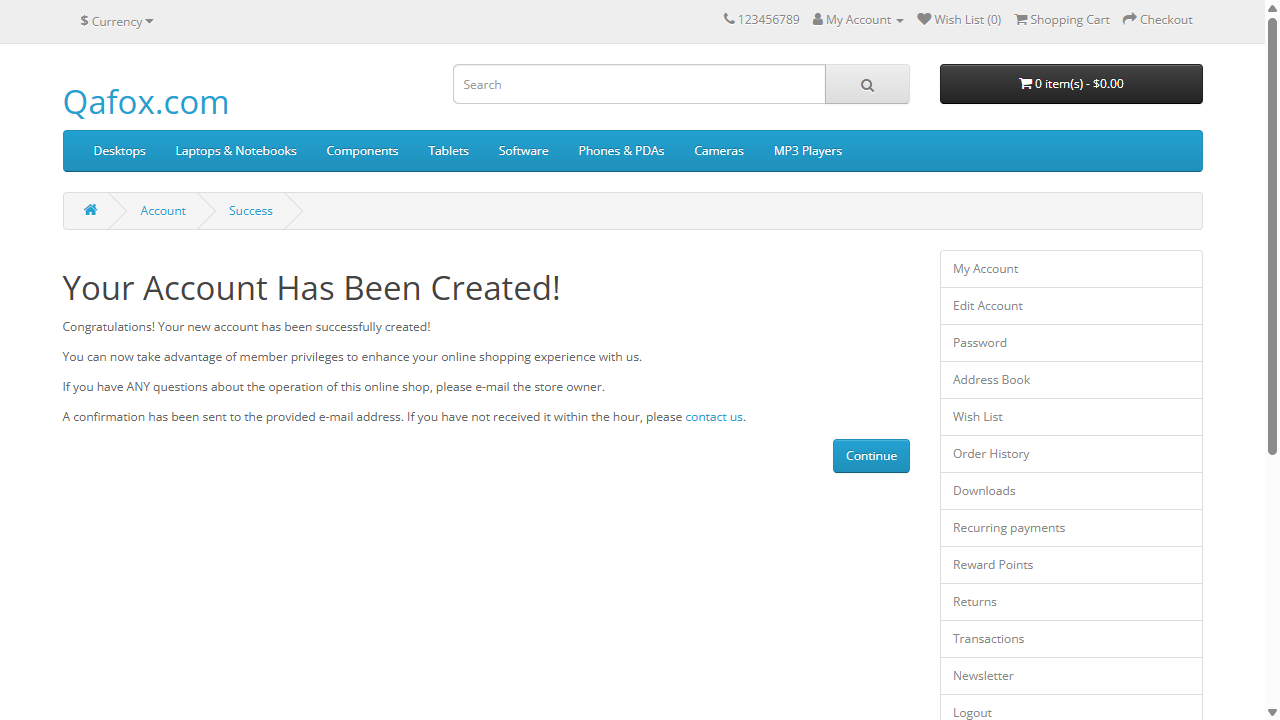 $ Currency
123456789 My Account Wish List (0) Shopping Cart Checkout
Qafox.com
Search
0 item(s) - $0.00
Desktops Laptops & Notebooks Components Tablets Software Phones & PDAs Cameras MP3 Players
Account Success
Your Account Has Been Created!
Congratulations! Your new account has been successfully created!
You can now take advantage of member privileges to enhance your online shopping experience with us.
If you have ANY questions about the operation of this online shop, please e-mail the store owner.
A confirmation has been sent to the provided e-mail address. If you have not received it within the hour, please contact us.
Continue
My Account
Edit Account
Password
Address Book
Wish List
Order History
Downloads
Recurring payments
Reward Points
Returns
Transactions
Newsletter
Logout